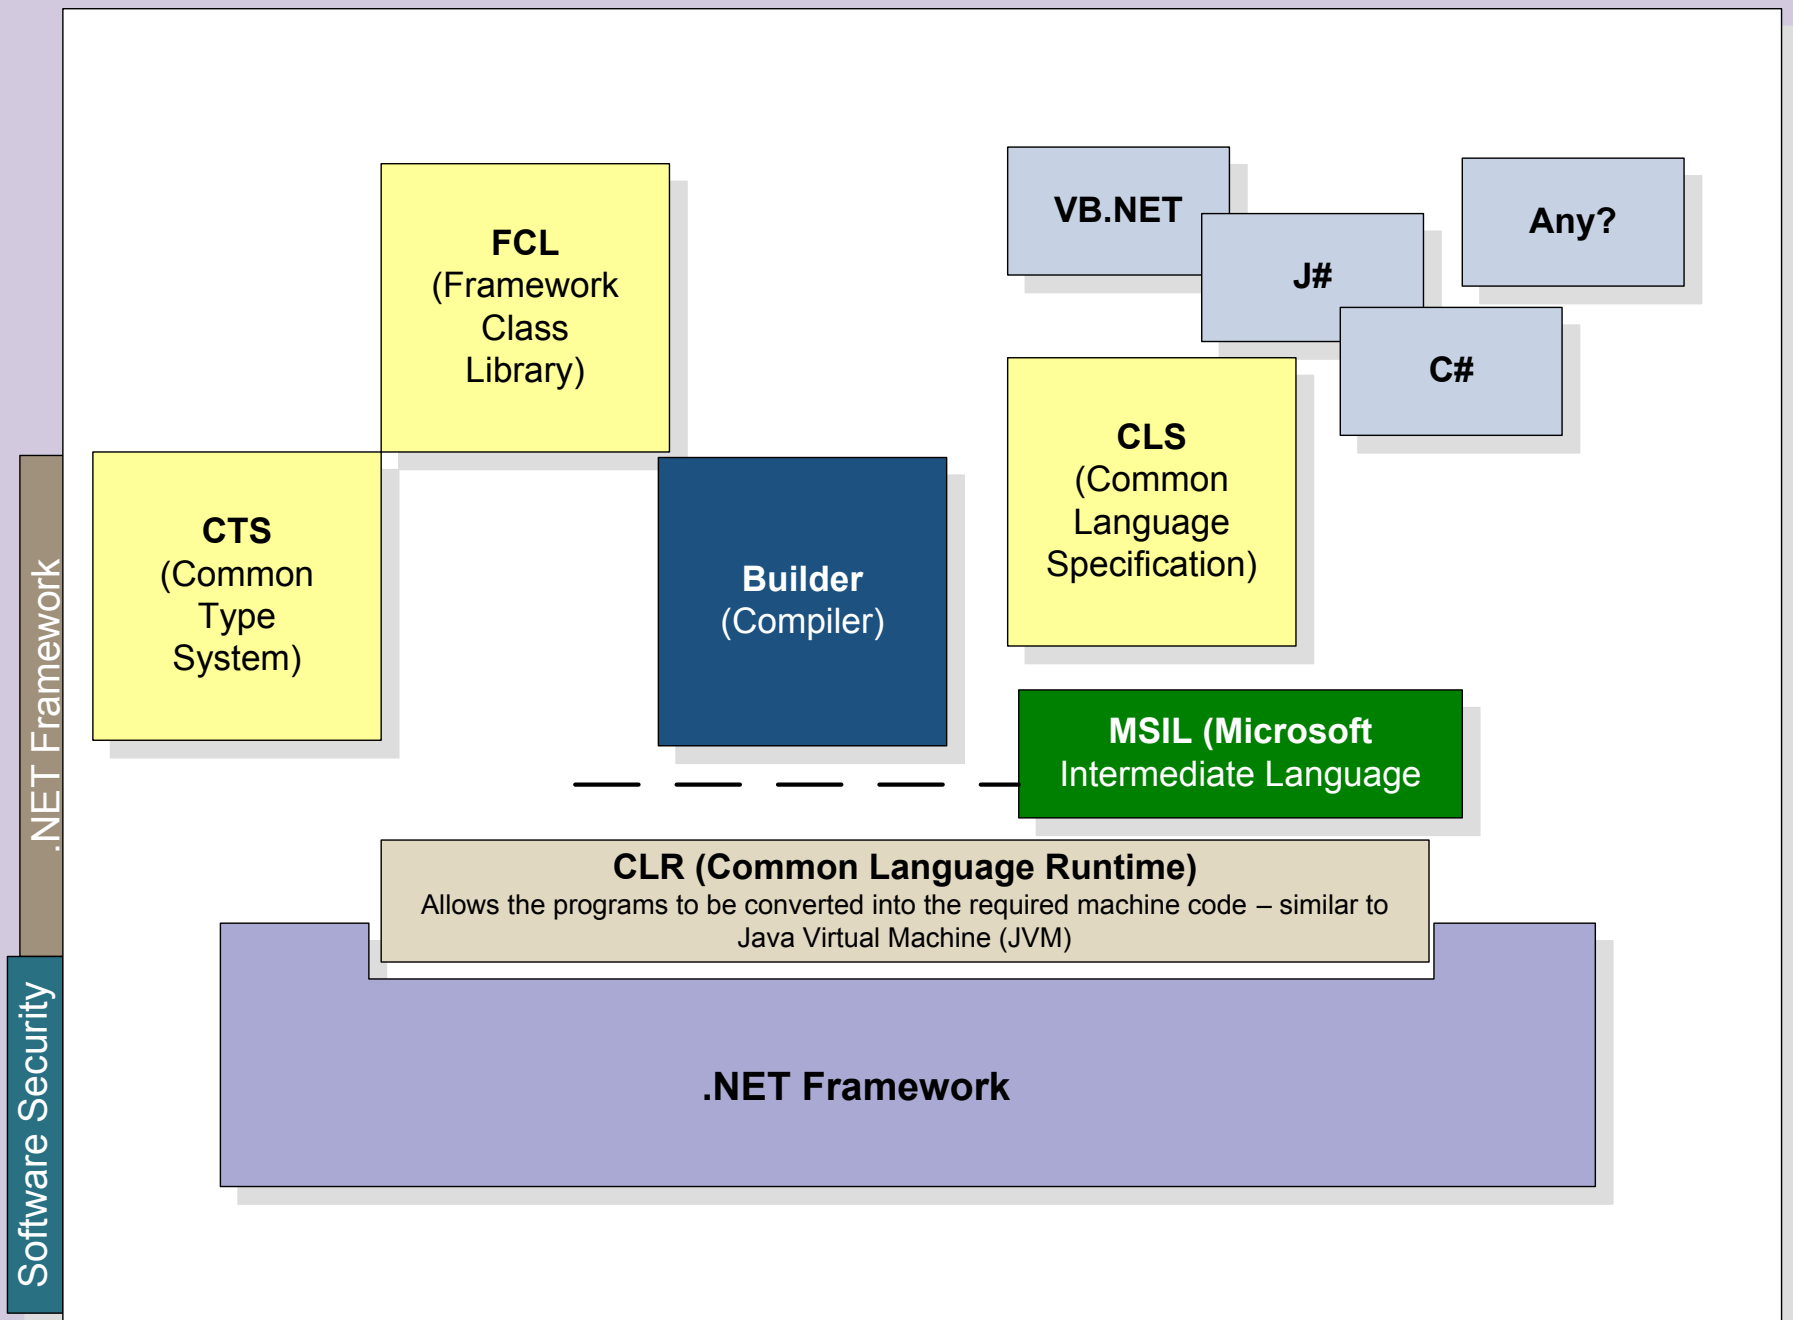 VB.NET
Any?
J#
C#
FCL
(Framework
Class
Library)
CLS
(Common
Language
Specification)
CTS
(Common
Type
System)
Builder
(Compiler)
MSIL (Microsoft
Intermediate Language
CLR (Common Language Runtime)
Allows the programs to be converted into the required machine code – similar to
Java Virtual Machine (JVM)
.NET Framework
.NET Framework
Software Security